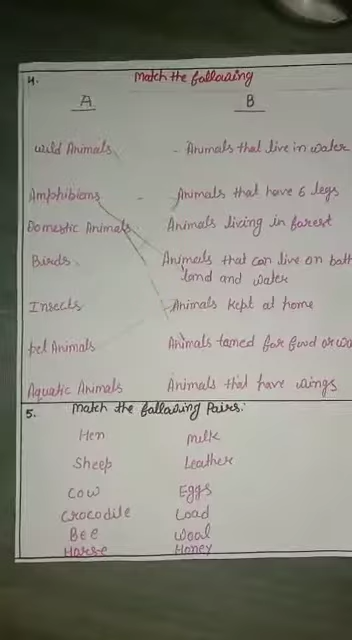 4. Match the following
A B
Wild Animals - Animals that live in water
Amphibians - Animals that have 6 legs
Domestic Animals Animals living in forest
Birds Animals that can live on both
land and water
Insects Animals kept at home
Pet Animals Animals tamed for food or
Aquatic Animals Animals that have wings
5. Match the following Pairs:
Hen Milk
Sheep Leather
Cow Eggs
Crocodile Load
Bee Wool
Horse Honey